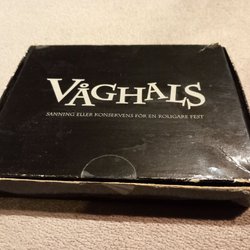 VÅGHALS
SANNING ELLER KONSEKVENS FÖR EN ROLIGARE FEST